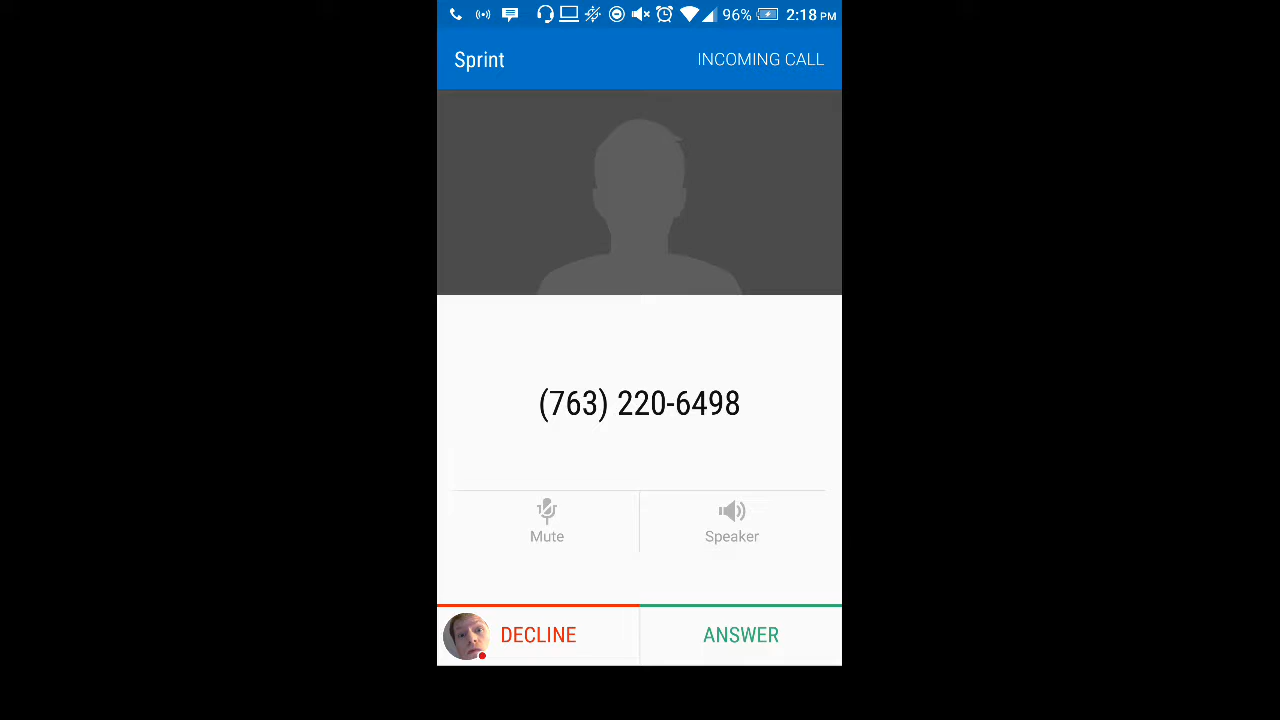 96% 2:18 PM
Sprint INCOMING CALL
(763) 220-6498
Mute Speaker
DECLINE ANSWER